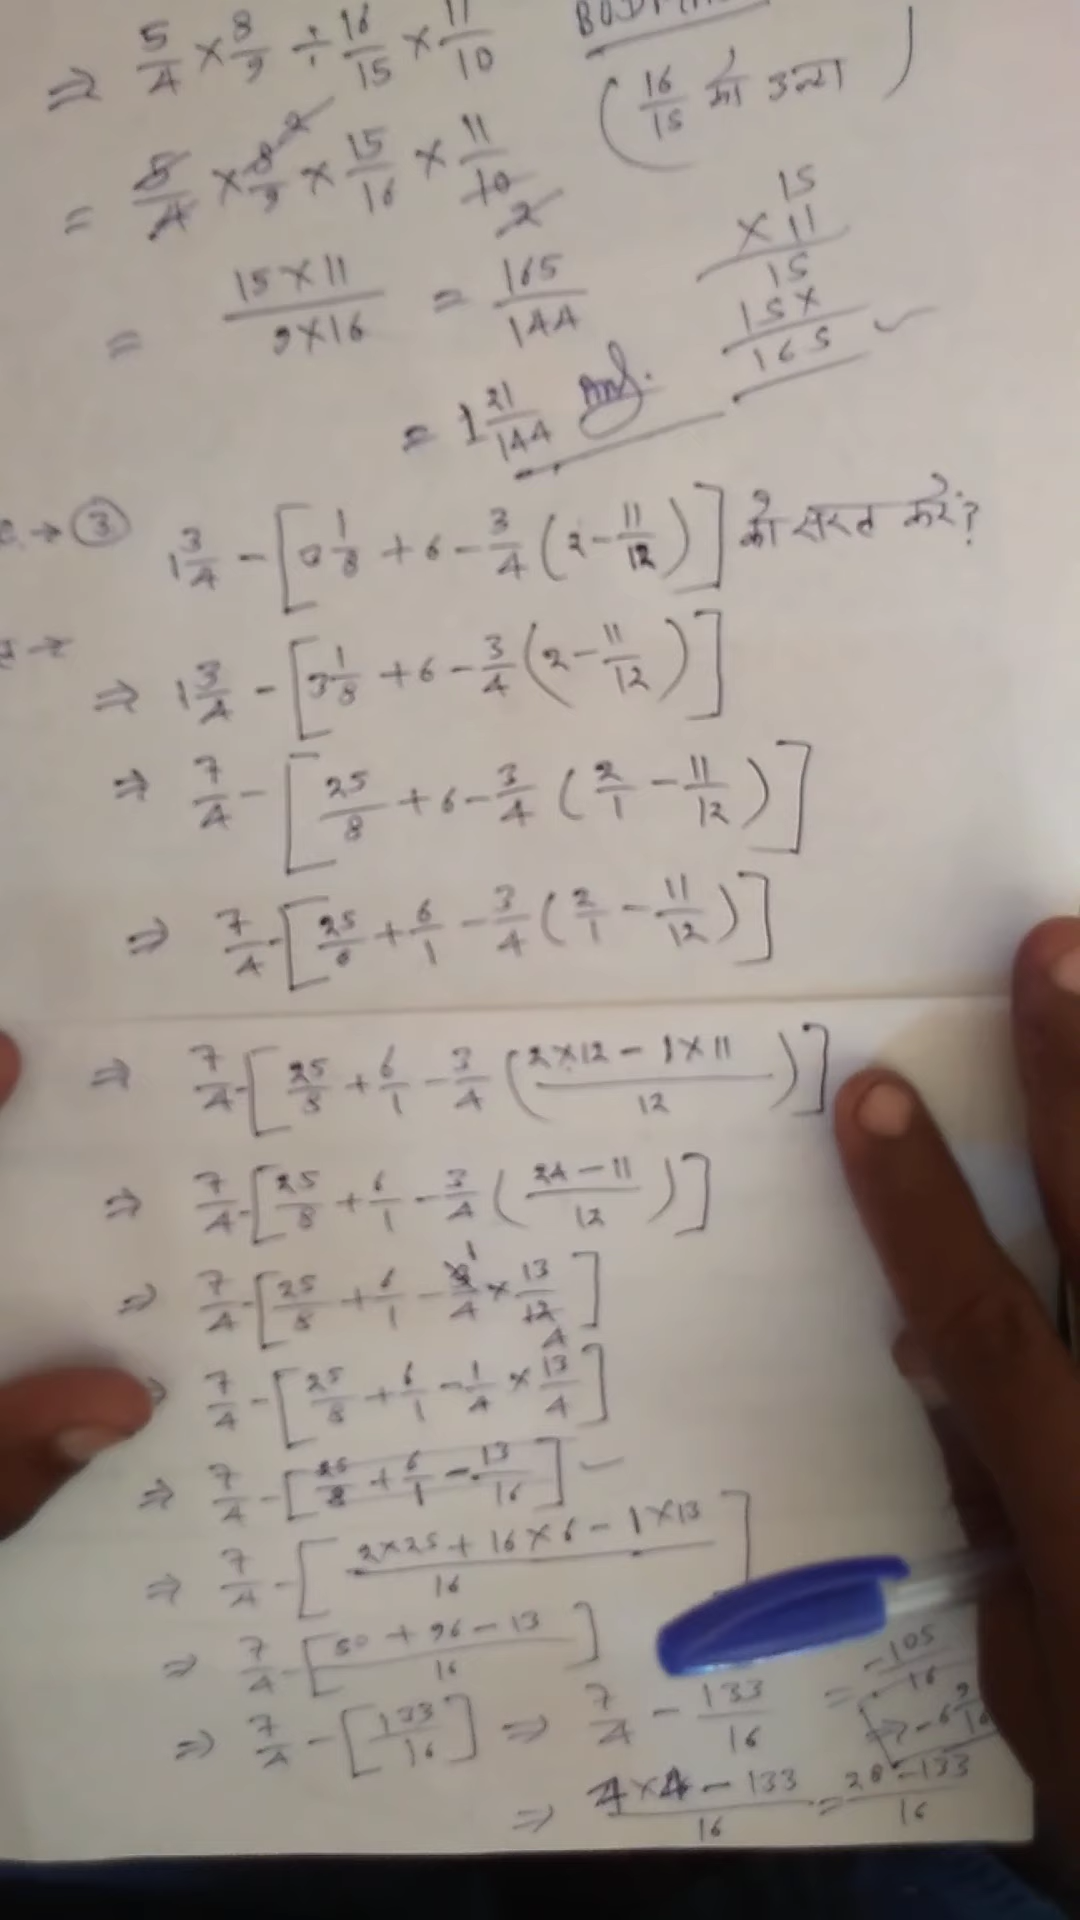 ⇒ 5/4 × 8/9 ÷ 16/15 × 11/10
(16/15 को उल्टा)
= 5/4 × 8/9 × 15/16 × 11/10
2
2
= 15×11/9×16 = 165/144
15
×11
15
15×
165 ✓
= 1 21/144 Ans.
③ 1 3/4 - [3 1/8 + 6 - 3/4 (2 - 11/12)] को सरल करें?
⇒ 1 3/4 - [3 1/8 + 6 - 3/4 (2 - 11/12)]
⇒ 7/4 - [25/8 + 6 - 3/4 (2/1 - 11/12)]
⇒ 7/4 - [25/8 + 6/1 - 3/4 (2/1 - 11/12)]
⇒ 7/4 - [25/8 + 6/1 - 3/4 (2×12 - 1×11/12)]
⇒ 7/4 - [25/8 + 6/1 - 3/4 (24 - 11/12)]
⇒ 7/4 - [25/8 + 6/1 - 3/4 × 13/12]
1
4
⇒ 7/4 - [25/8 + 6/1 - 1/4 × 13/4]
⇒ 7/4 - [25/8 + 6/1 - 13/16]
⇒ 7/4 - [2×25 + 16×6 - 1×13/16]
⇒ 7/4 - [50 + 96 - 13/16]
⇒ 7/4 - [133/16] ⇒ 7/4 - 133/16 = -105/16
⇒ -6 9/16
⇒ 4×4 - 133/16 = 28 - 133/16